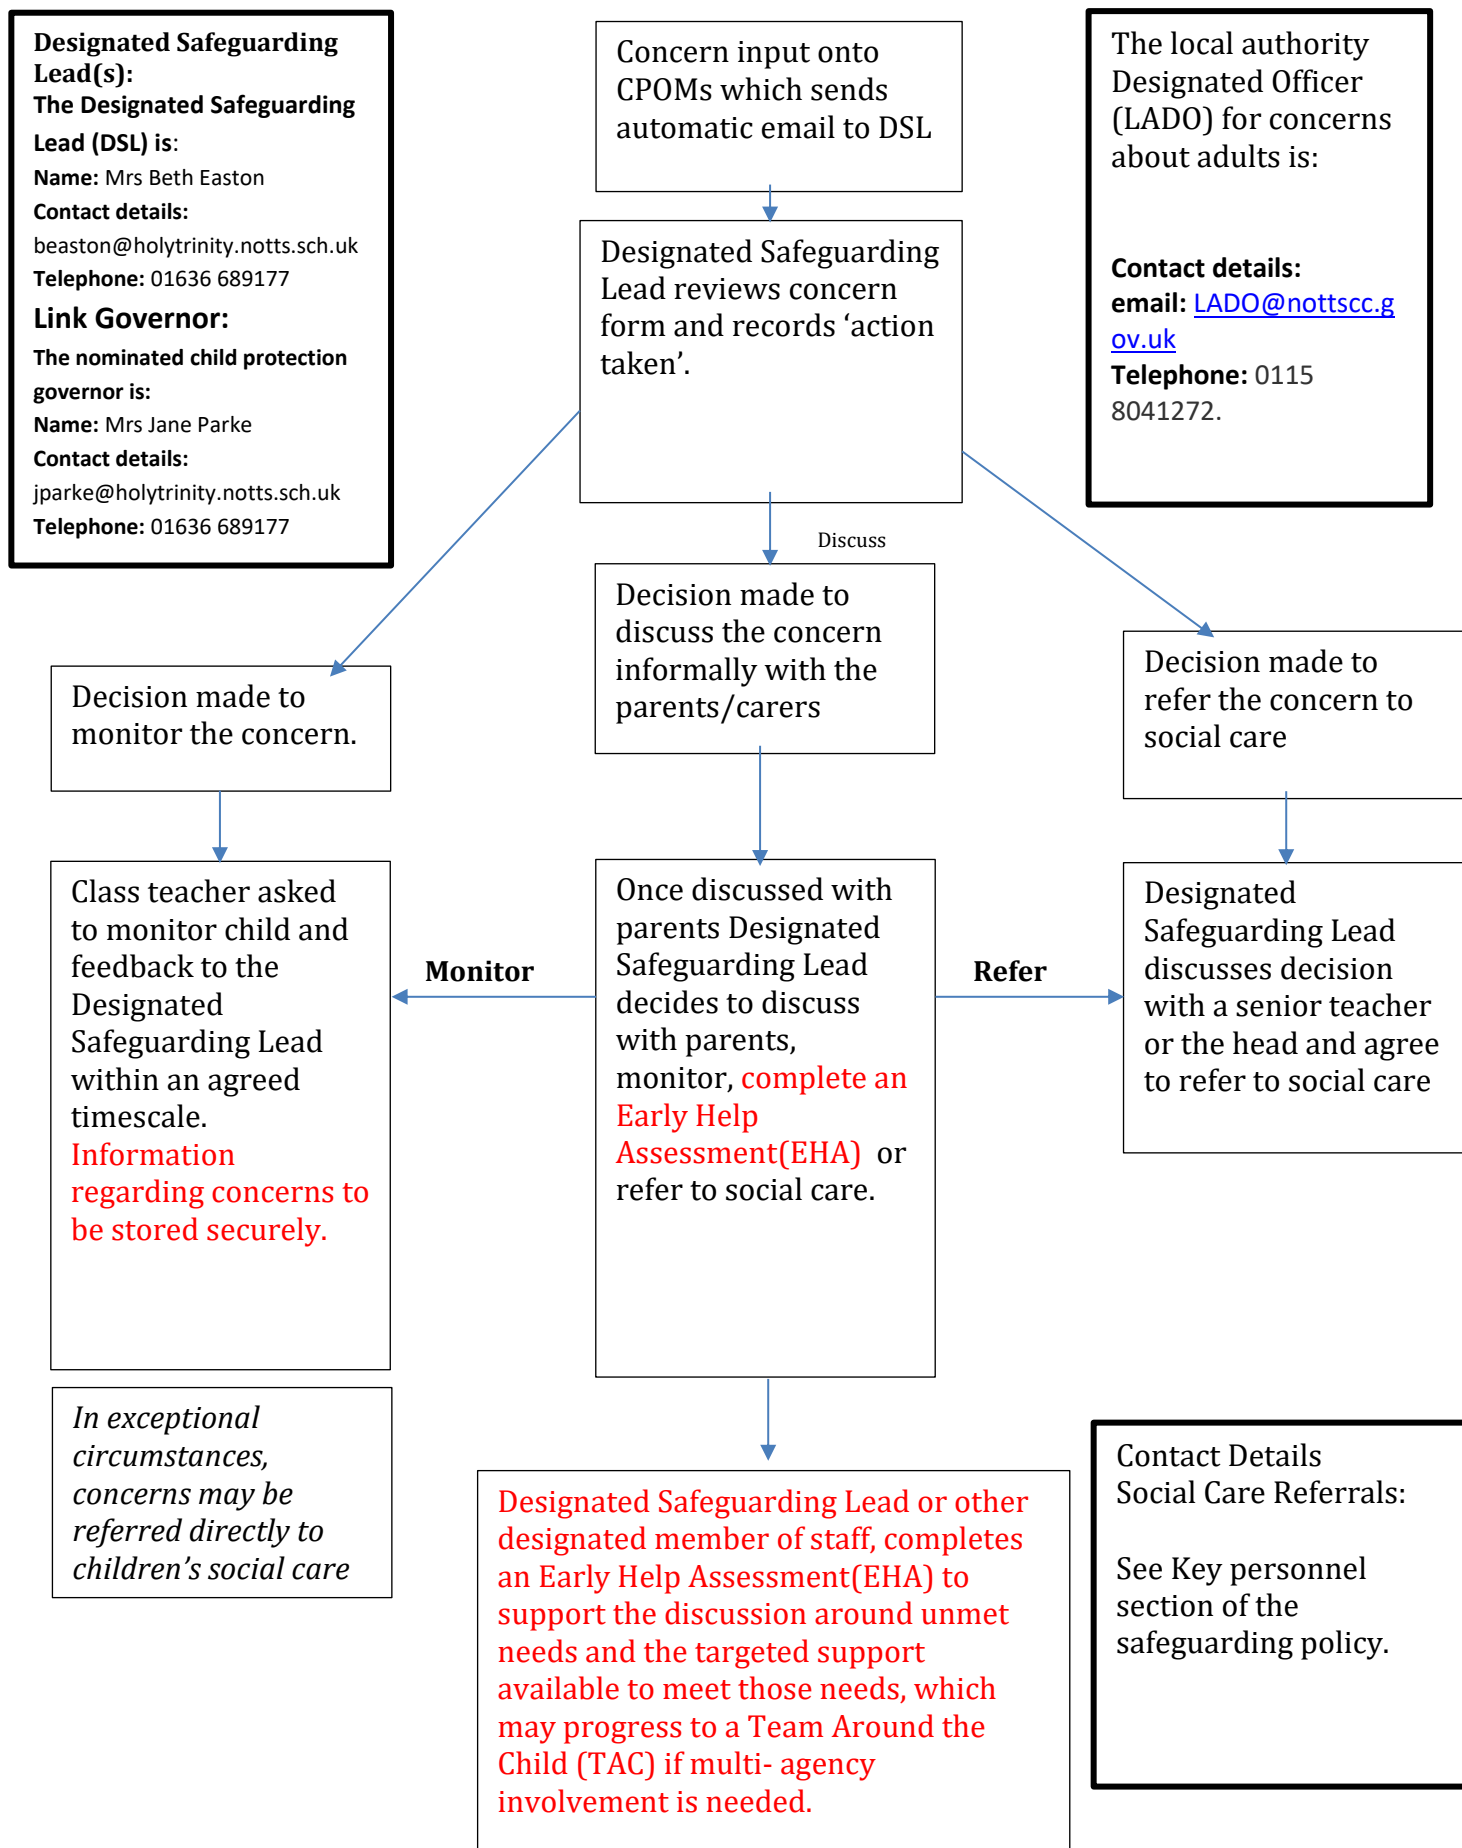 Designated Safeguarding
Lead(s):
The Designated Safeguarding
Lead (DSL) is:
Name: Mrs Beth Easton
Contact details:
beaston@holytrinity.notts.sch.uk
Telephone: 01636 689177
Link Governor:
The nominated child protection
governor is:
Name: Mrs Jane Parke
Contact details:
jparke@holytrinity.notts.sch.uk
Telephone: 01636 689177
Concern input onto
CPOMs which sends
automatic email to DSL
The local authority
Designated Officer
(LADO) for concerns
about adults is:
Contact details:
email: LADO@nottscc.g
ov.uk
Telephone: 0115
8041272.
Designated Safeguarding
Lead reviews concern
form and records ‘action
taken’.
Discuss
Decision made to
monitor the concern.
Decision made to
discuss the concern
informally with the
parents/carers
Decision made to
refer the concern to
social care
Class teacher asked
to monitor child and
feedback to the
Designated
Safeguarding Lead
within an agreed
timescale.
Information
regarding concerns to
be stored securely.
Monitor
Once discussed with
parents Designated
Safeguarding Lead
decides to discuss
with parents,
monitor, complete an
Early Help
Assessment(EHA) or
refer to social care.
Refer
Designated
Safeguarding Lead
discusses decision
with a senior teacher
or the head and agree
to refer to social care
In exceptional
circumstances,
concerns may be
referred directly to
children’s social care
Designated Safeguarding Lead or other
designated member of staff, completes
an Early Help Assessment(EHA) to
support the discussion around unmet
needs and the targeted support
available to meet those needs, which
may progress to a Team Around the
Child (TAC) if multi- agency
involvement is needed.
Contact Details
Social Care Referrals:
See Key personnel
section of the
safeguarding policy.